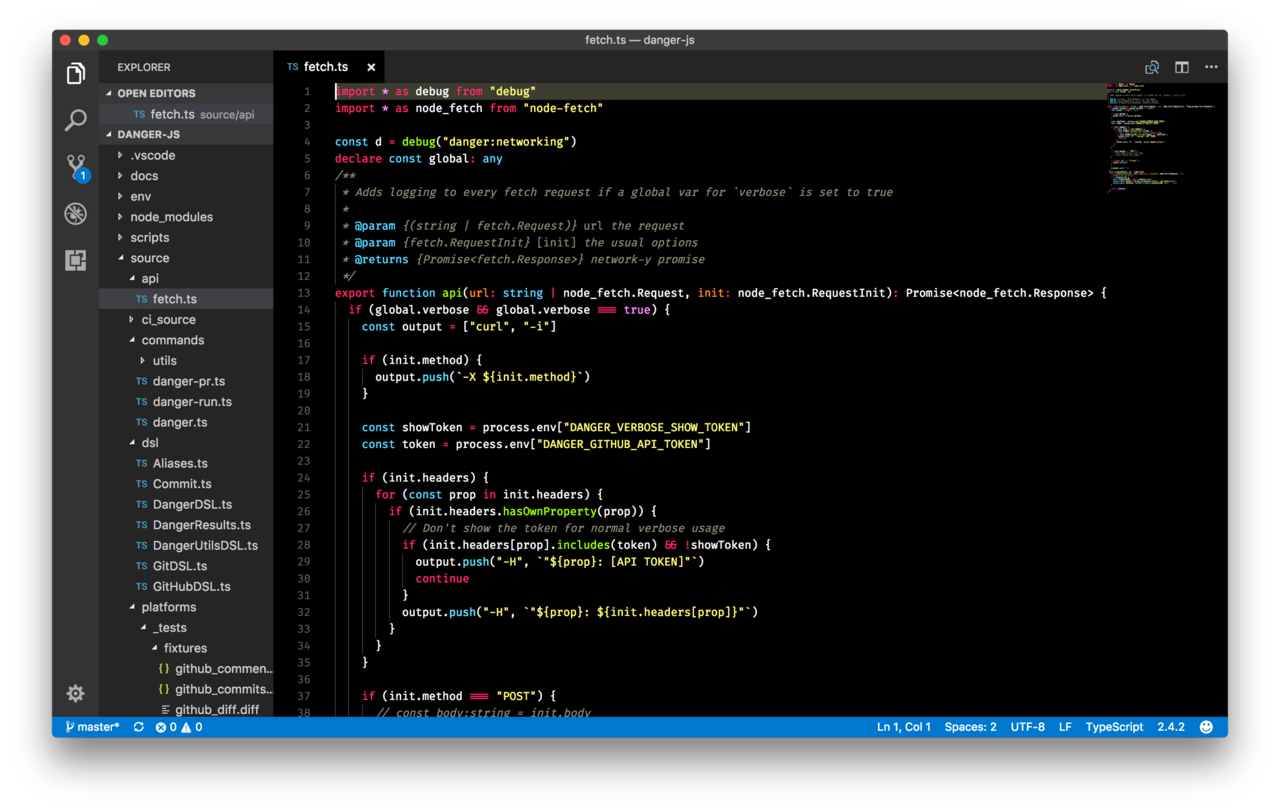 fetch.ts — danger-js
EXPLORER
OPEN EDITORS
TS fetch.ts source/api
DANGER-JS
.vscode
docs
env
node_modules
scripts
source
api
TS fetch.ts
ci_source
commands
utils
TS danger-pr.ts
TS danger-run.ts
TS danger.ts
dsl
TS Aliases.ts
TS Commit.ts
TS DangerDSL.ts
TS DangerResults.ts
TS DangerUtilsDSL.ts
TS GitDSL.ts
TS GitHubDSL.ts
platforms
_tests
fixtures
{} github_commen...
{} github_commits...
github_diff.diff
1
TS fetch.ts ×
1 import * as debug from "debug"
2 import * as node_fetch from "node-fetch"
3
4 const d = debug("danger:networking")
5 declare const global: any
6 /**
7 * Adds logging to every fetch request if a global var for `verbose` is set to true
8 *
9 * @param {(string | fetch.Request)} url the request
10 * @param {fetch.RequestInit} [init] the usual options
11 * @returns {Promise<fetch.Response>} network-y promise
12 */
13 export function api(url: string | node_fetch.Request, init: node_fetch.RequestInit): Promise<node_fetch.Response> {
14 if (global.verbose && global.verbose === true) {
15 const output = ["curl", "-i"]
16
17 if (init.method) {
18 output.push(`-X ${init.method}`)
19 }
20
21 const showToken = process.env["DANGER_VERBOSE_SHOW_TOKEN"]
22 const token = process.env["DANGER_GITHUB_API_TOKEN"]
23
24 if (init.headers) {
25 for (const prop in init.headers) {
26 if (init.headers.hasOwnProperty(prop)) {
27 // Don't show the token for normal verbose usage
28 if (init.headers[prop].includes(token) && !showToken) {
29 output.push("-H", `"${prop}: [API TOKEN]"`)
30 continue
31 }
32 output.push("-H", `"${prop}: ${init.headers[prop]}"`)
33 }
34 }
35 }
36
37 if (init.method === "POST") {
38 // const body:string = init.body
master* 0 0
Ln 1, Col 1 Spaces: 2 UTF-8 LF TypeScript 2.4.2